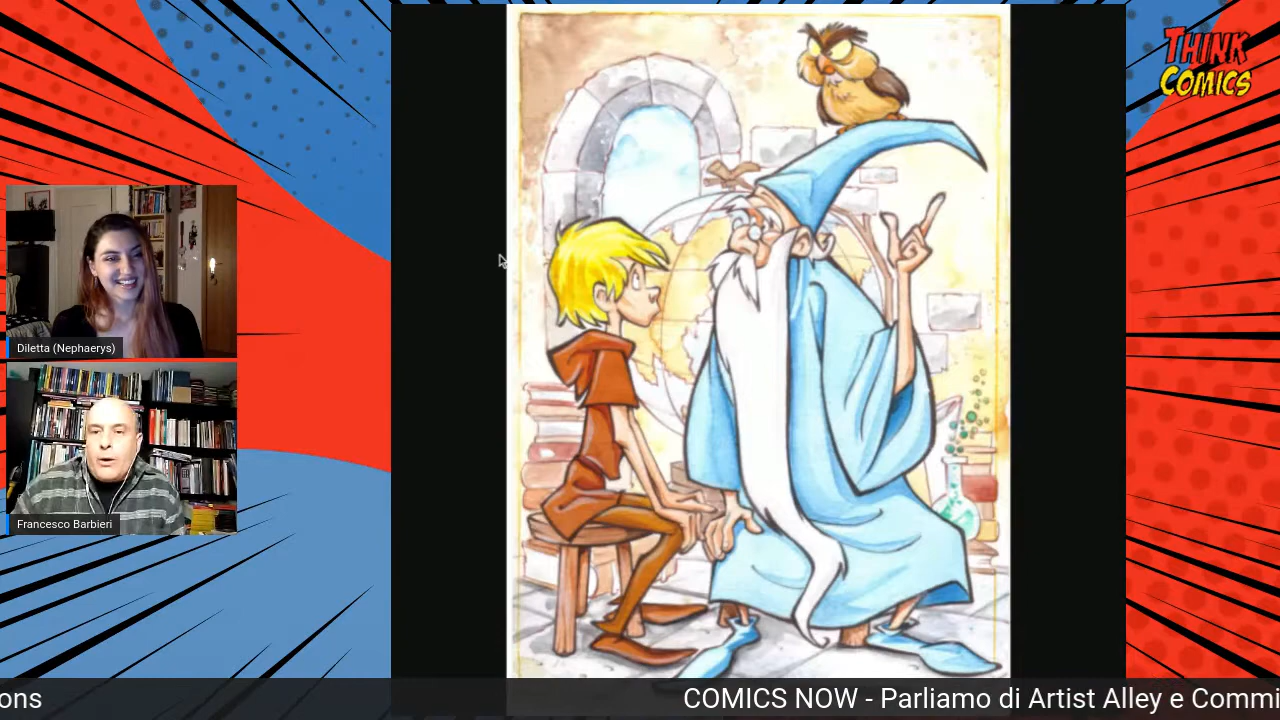 THINK
COMICS
Diletta (Nephaerys)
Francesco Barbieri
ons
COMICS NOW - Parliamo di Artist Alley e Commi